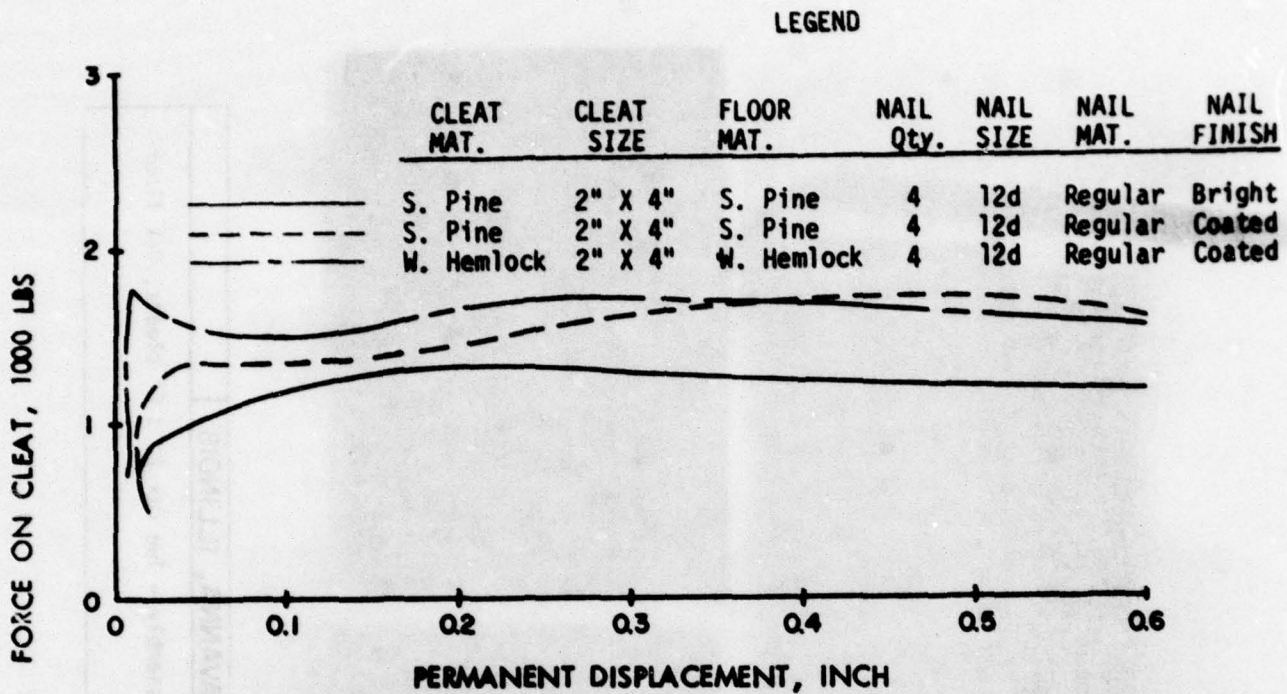 LEGEND
CLEAT MAT. CLEAT SIZE FLOOR MAT. NAIL Qty. NAIL SIZE NAIL MAT. NAIL FINISH
S. Pine 2" X 4" S. Pine 4 12d Regular Bright
S. Pine 2" X 4" S. Pine 4 12d Regular Coated
W. Hemlock 2" X 4" W. Hemlock 4 12d Regular Coated
FORCE ON CLEAT, 1000 LBS
3
2
1
0
0 0.1 0.2 0.3 0.4 0.5 0.6
PERMANENT DISPLACEMENT, INCH
ILLINOI